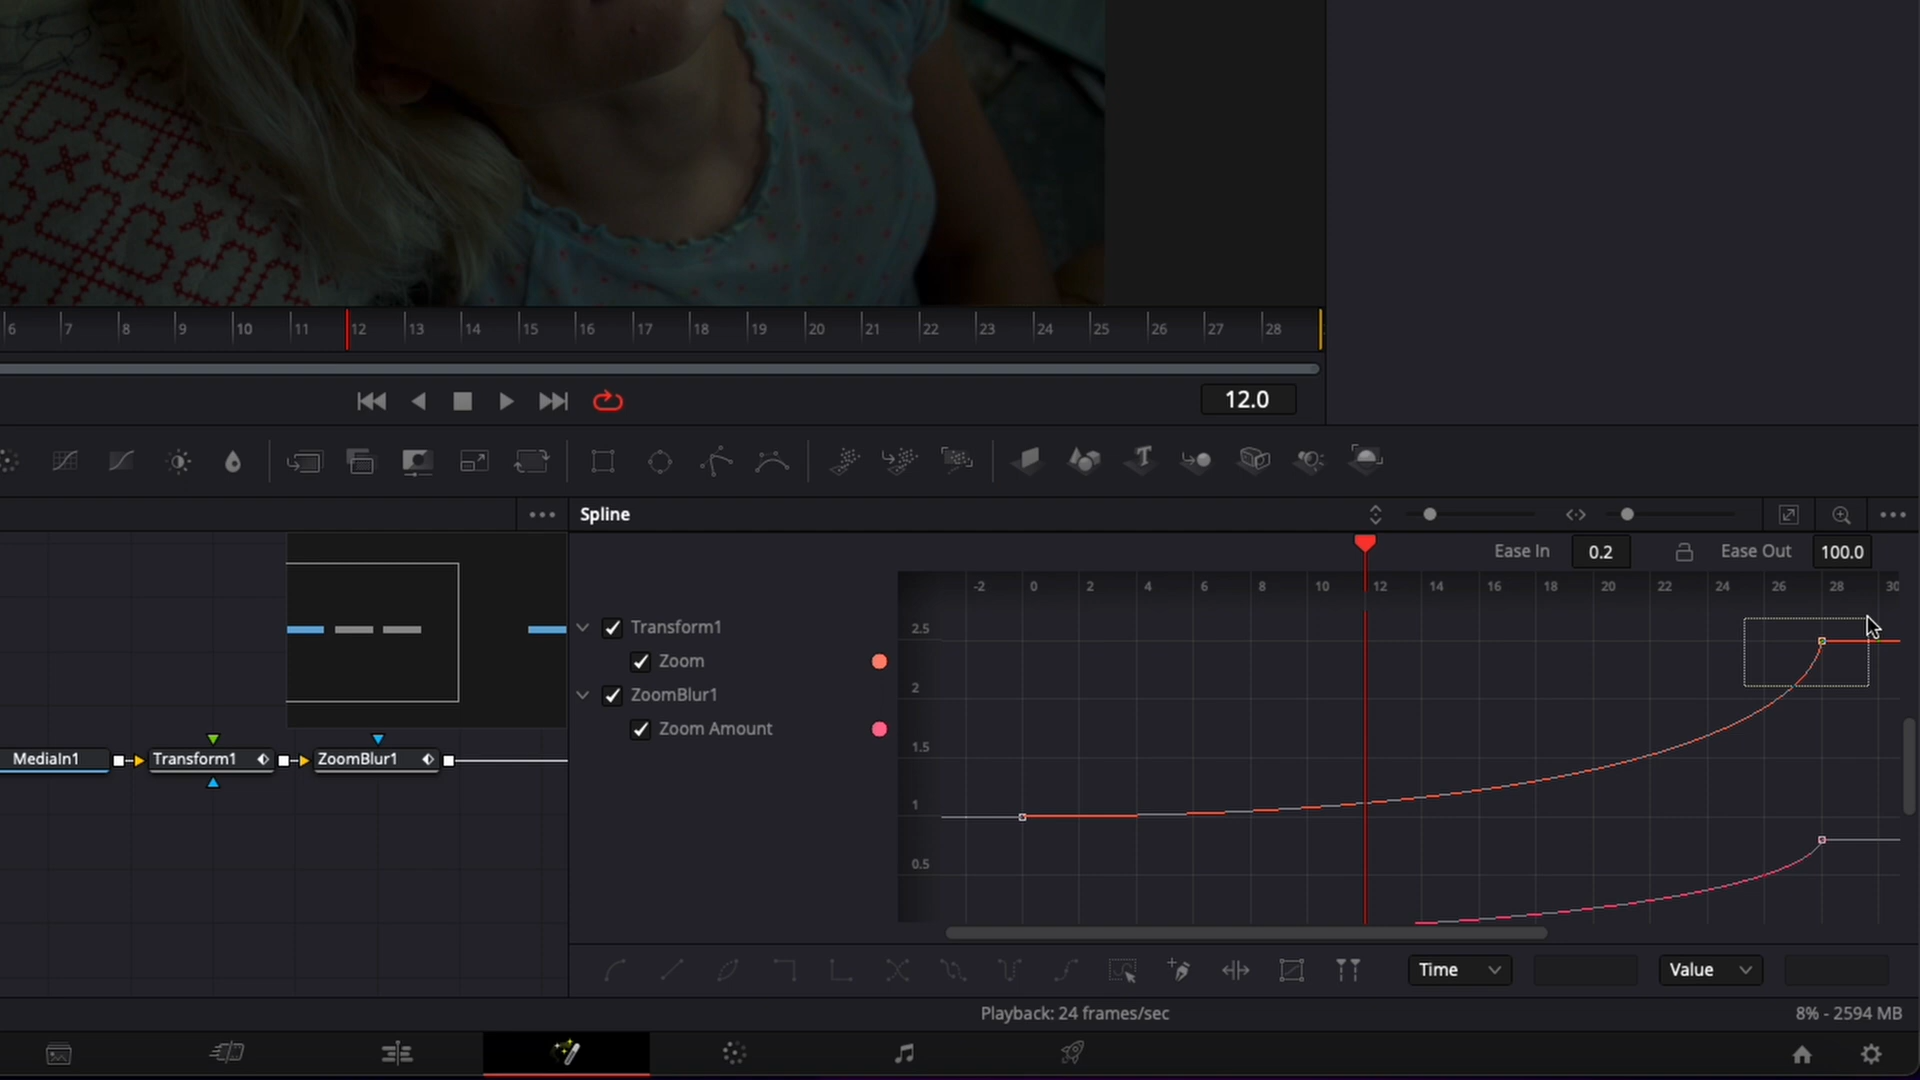 6 7 8 9 10 11 12 13 14 15 16 17 18 19 20 21 22 23 24 25 26 27 28
12.0
Spline
Ease In 0.2 Ease Out 100.0
-2 0 2 4 6 8 10 12 14 16 18 20 22 24 26 28 30
Transform1
2.5
Zoom
2
ZoomBlur1
Zoom Amount
1.5
MediaIn1 Transform1 ZoomBlur1
1
0.5
Time Value
Playback: 24 frames/sec
8% - 2594 MB